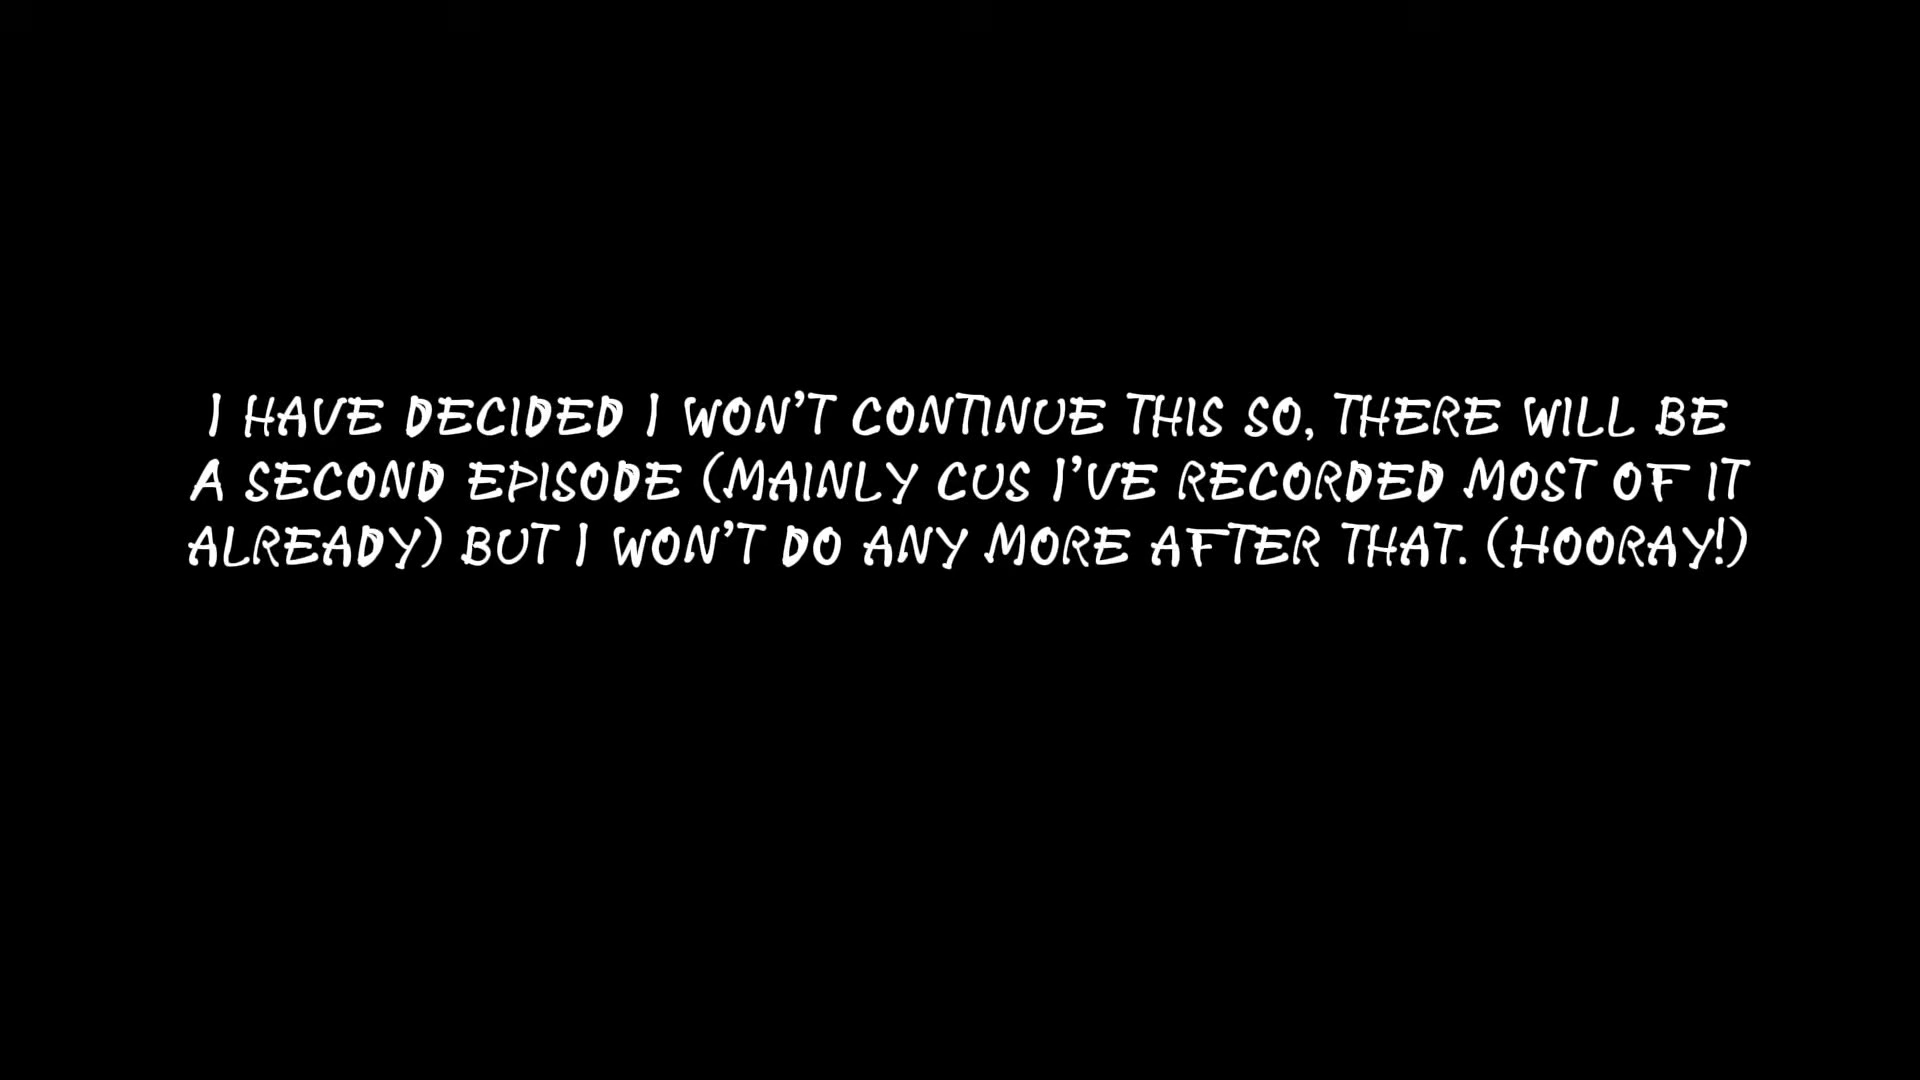 I HAVE DECIDED I WON'T CONTINUE THIS SO, THERE WILL BE
A SECOND EPISODE (MAINLY CUS I'VE RECORDED MOST OF IT
ALREADY) BUT I WON'T DO ANY MORE AFTER THAT. (HOORAY!)